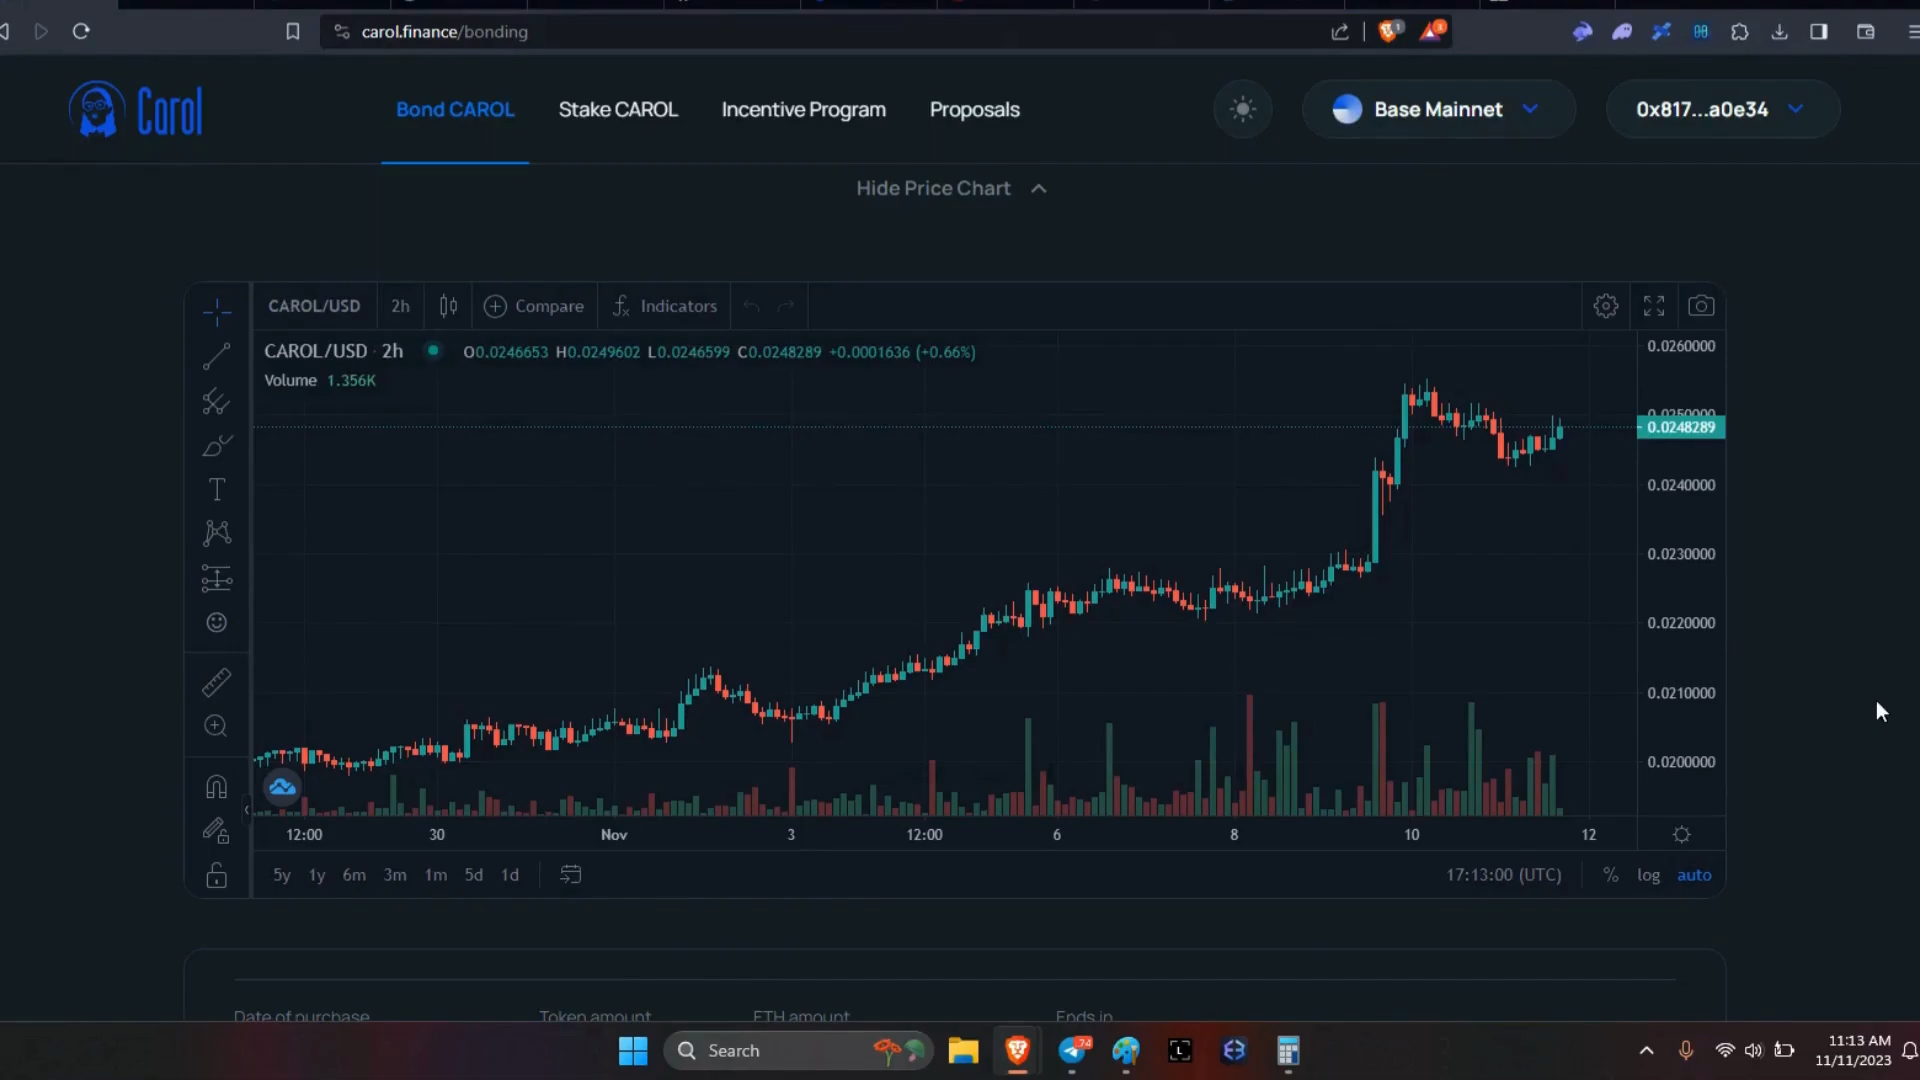 carol.finance/bonding
1
3
Carol
Bond CAROL
Stake CAROL
Incentive Program
Proposals
Base Mainnet
0x817...a0e34
Hide Price Chart
CAROL/USD
2h
Compare
Indicators
CAROL/USD · 2h
O0.0246653 H0.0249602 L0.0246599 C0.0248289 +0.0001636 (+0.66%)
Volume 1.356K
0.0260000
0.0250000
0.0248289
0.0240000
0.0230000
0.0220000
0.0210000
0.0200000
12:00
30
Nov
3
12:00
6
8
10
12
5y
1y
6m
3m
1m
5d
1d
17:13:00 (UTC)
%
log
auto
Date of purchase
Token amount
ETH amount
Ends in
Search
74
L
11:13 AM
11/11/2023